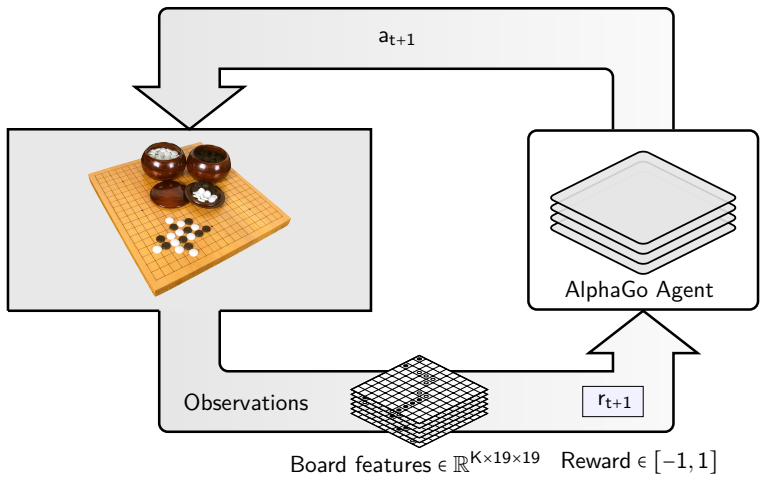 a_{t+1}
AlphaGo Agent
Observations
r_{t+1}
Board features ∈ ℝ^{K×19×19}
Reward ∈ [−1, 1]